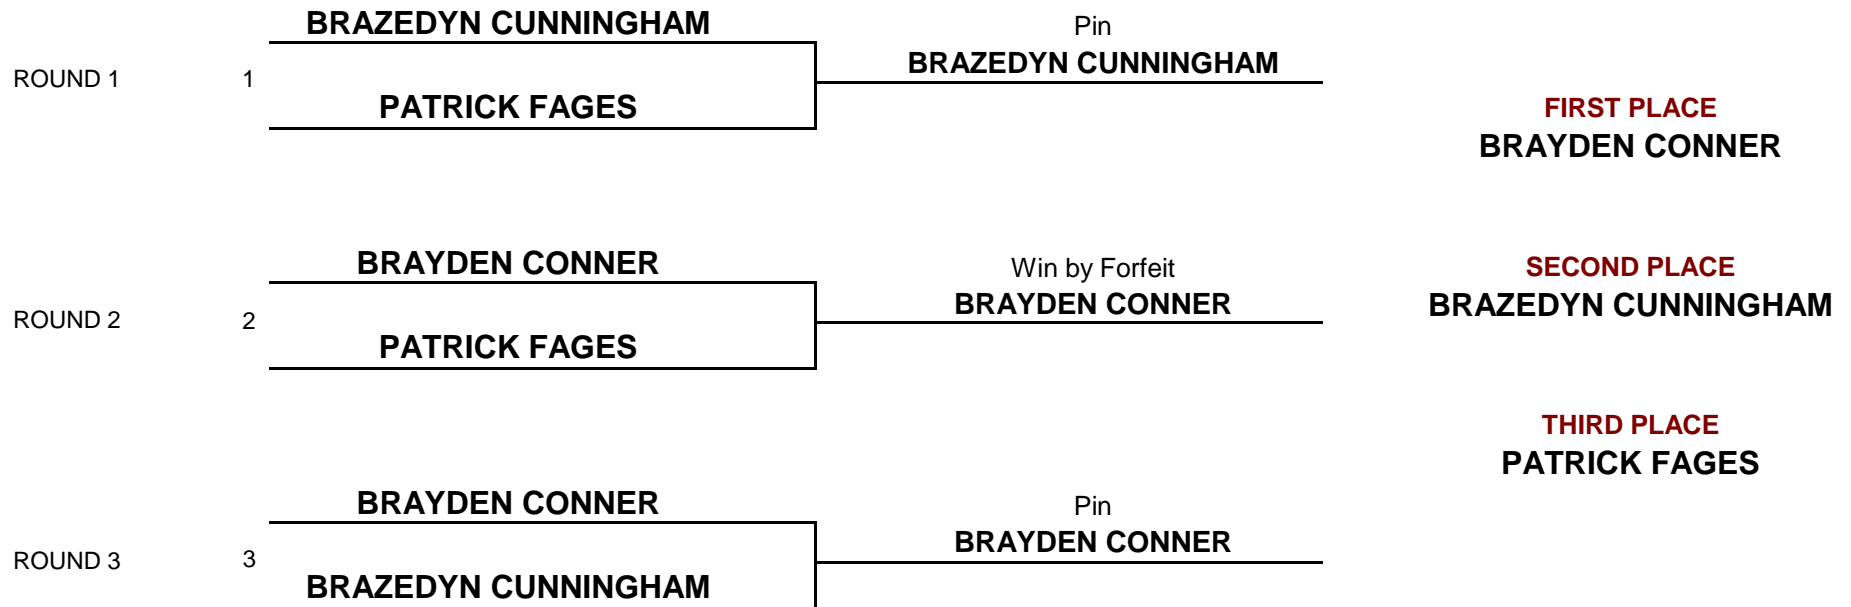 BRAZEDYN CUNNINGHAM
Pin
BRAZEDYN CUNNINGHAM
ROUND 1
1
PATRICK FAGES
FIRST PLACE
BRAYDEN CONNER
BRAYDEN CONNER
Win by Forfeit
SECOND PLACE
BRAYDEN CONNER
BRAZEDYN CUNNINGHAM
ROUND 2
2
PATRICK FAGES
THIRD PLACE
PATRICK FAGES
BRAYDEN CONNER
Pin
BRAYDEN CONNER
ROUND 3
3
BRAZEDYN CUNNINGHAM